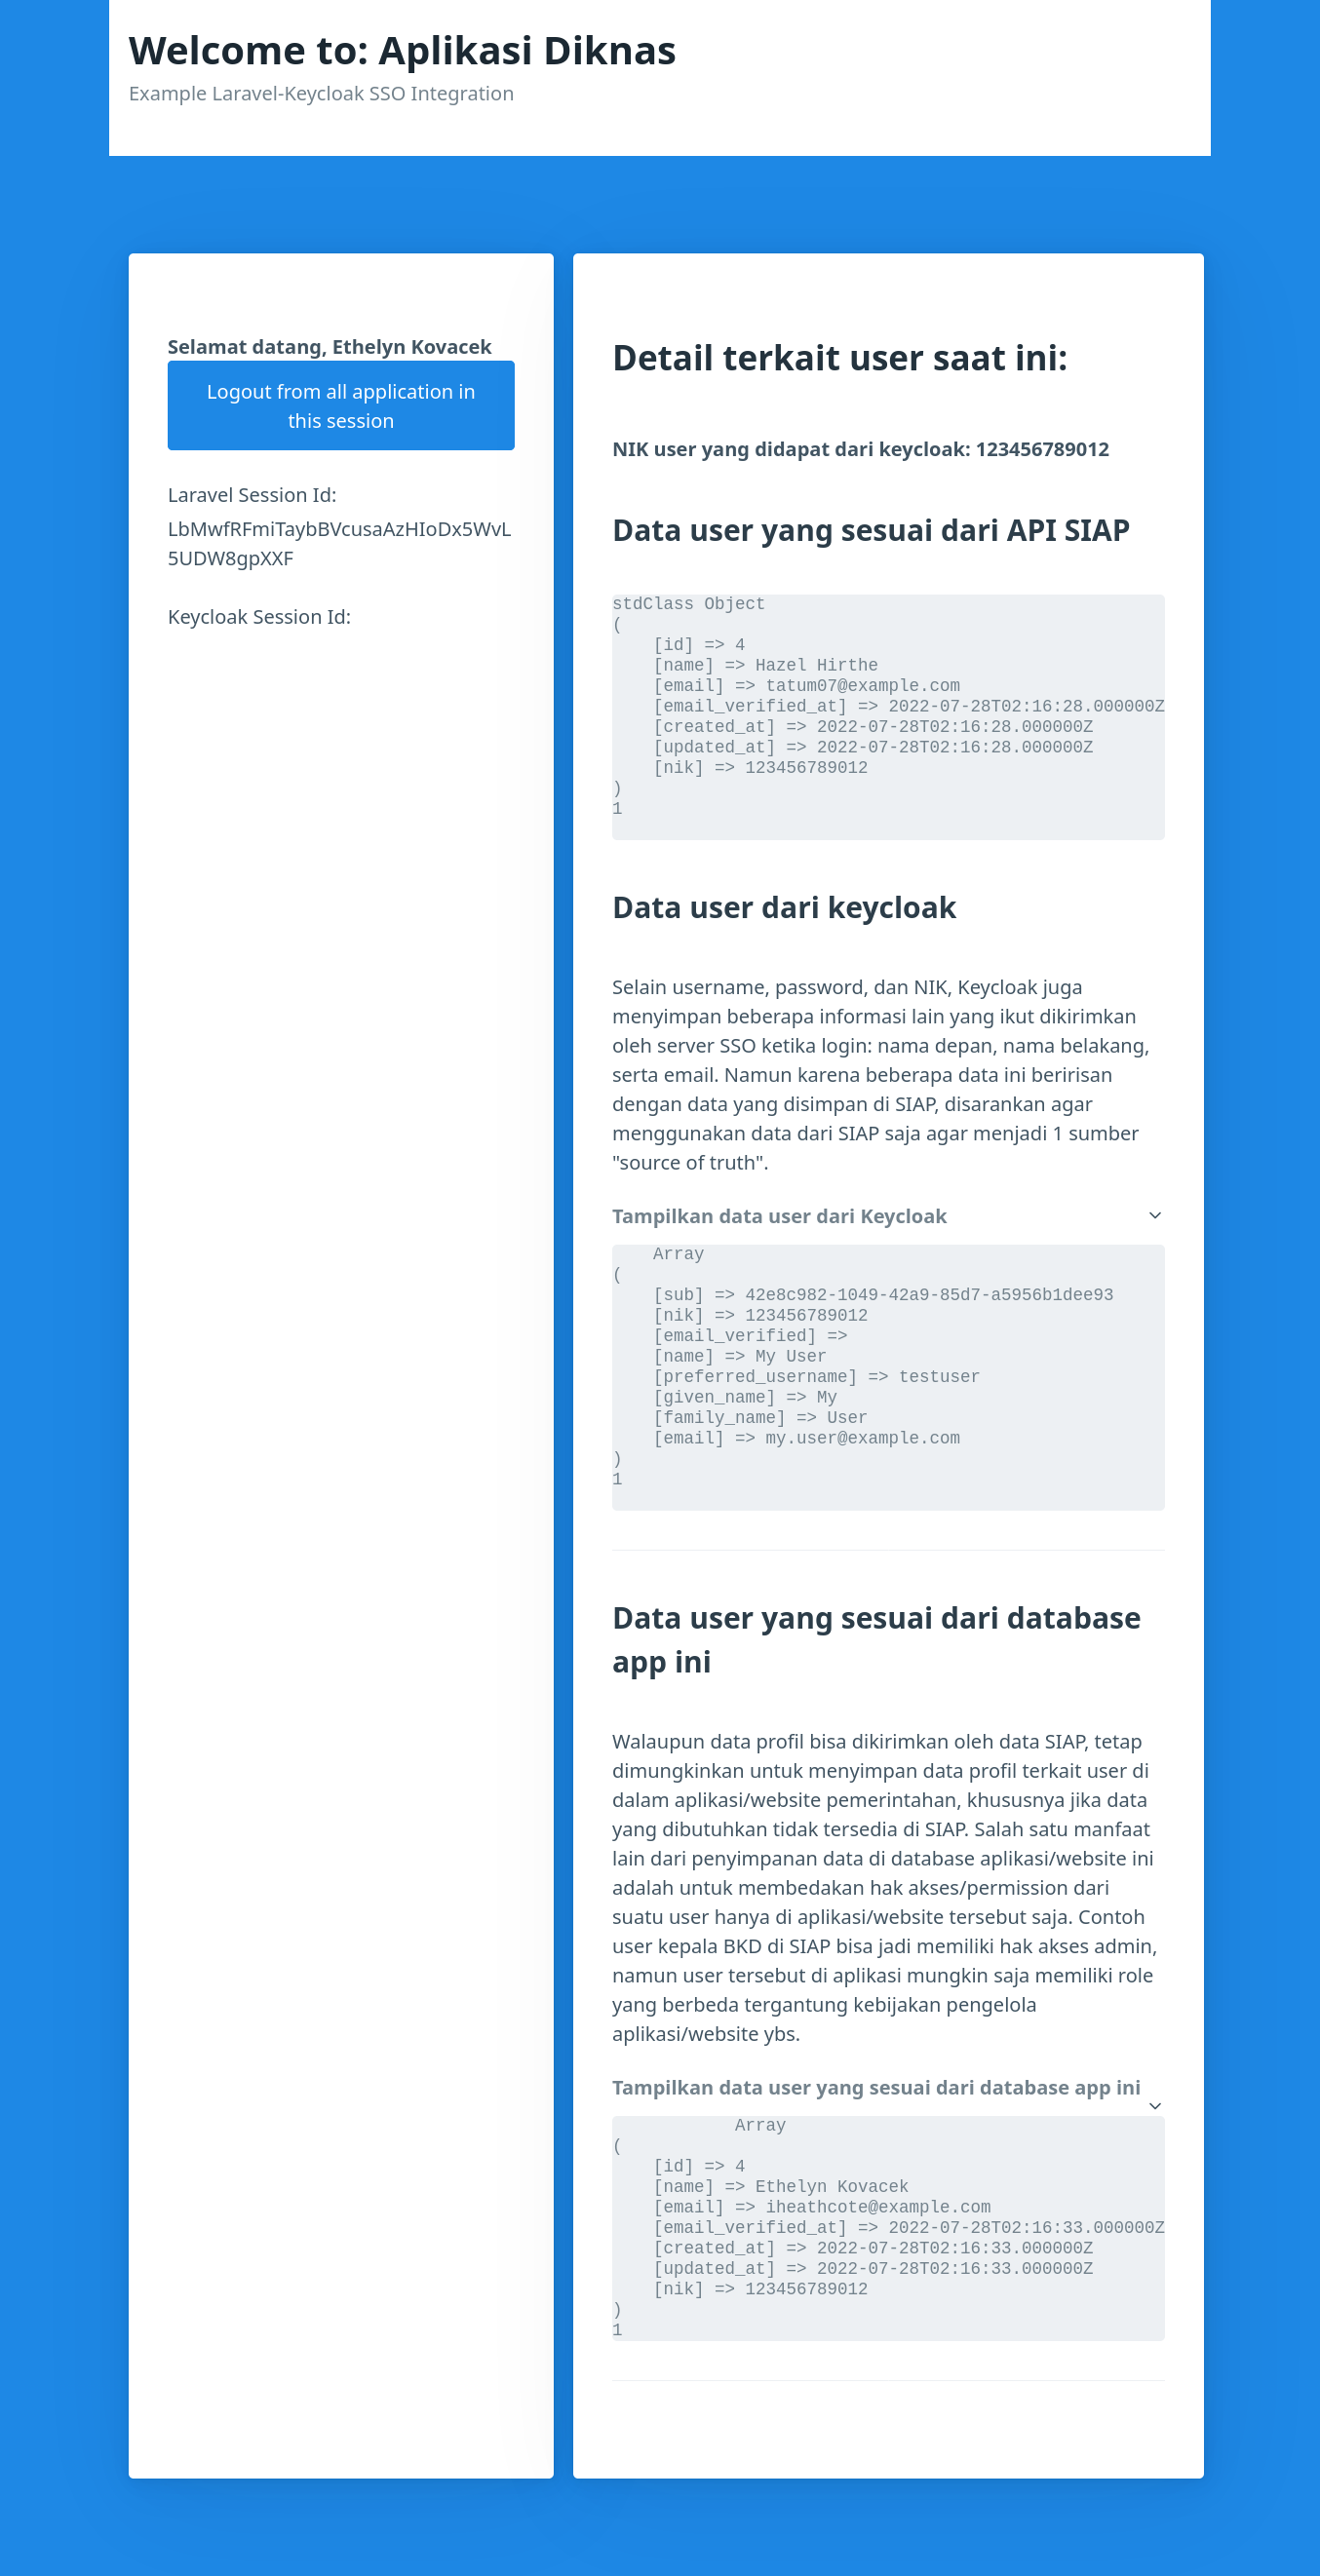 Welcome to: Aplikasi Diknas
Example Laravel-Keycloak SSO Integration
Selamat datang, Ethelyn Kovacek
Logout from all application in
this session
Laravel Session Id:
LbMwfRFmiTaybBVcusaAzHIoDx5WvL
5UDW8gpXXF
Keycloak Session Id:
Detail terkait user saat ini:
NIK user yang didapat dari keycloak: 123456789012
Data user yang sesuai dari API SIAP
stdClass Object
(
    [id] => 4
    [name] => Hazel Hirthe
    [email] => tatum07@example.com
    [email_verified_at] => 2022-07-28T02:16:28.000000Z
    [created_at] => 2022-07-28T02:16:28.000000Z
    [updated_at] => 2022-07-28T02:16:28.000000Z
    [nik] => 123456789012
)
1
Data user dari keycloak
Selain username, password, dan NIK, Keycloak juga
menyimpan beberapa informasi lain yang ikut dikirimkan
oleh server SSO ketika login: nama depan, nama belakang,
serta email. Namun karena beberapa data ini beririsan
dengan data yang disimpan di SIAP, disarankan agar
menggunakan data dari SIAP saja agar menjadi 1 sumber
"source of truth".
Tampilkan data user dari Keycloak
    Array
(
    [sub] => 42e8c982-1049-42a9-85d7-a5956b1dee93
    [nik] => 123456789012
    [email_verified] =>
    [name] => My User
    [preferred_username] => testuser
    [given_name] => My
    [family_name] => User
    [email] => my.user@example.com
)
1
Data user yang sesuai dari database
app ini
Walaupun data profil bisa dikirimkan oleh data SIAP, tetap
dimungkinkan untuk menyimpan data profil terkait user di
dalam aplikasi/website pemerintahan, khususnya jika data
yang dibutuhkan tidak tersedia di SIAP. Salah satu manfaat
lain dari penyimpanan data di database aplikasi/website ini
adalah untuk membedakan hak akses/permission dari
suatu user hanya di aplikasi/website tersebut saja. Contoh
user kepala BKD di SIAP bisa jadi memiliki hak akses admin,
namun user tersebut di aplikasi mungkin saja memiliki role
yang berbeda tergantung kebijakan pengelola
aplikasi/website ybs.
Tampilkan data user yang sesuai dari database app ini
            Array
(
    [id] => 4
    [name] => Ethelyn Kovacek
    [email] => iheathcote@example.com
    [email_verified_at] => 2022-07-28T02:16:33.000000Z
    [created_at] => 2022-07-28T02:16:33.000000Z
    [updated_at] => 2022-07-28T02:16:33.000000Z
    [nik] => 123456789012
)
1